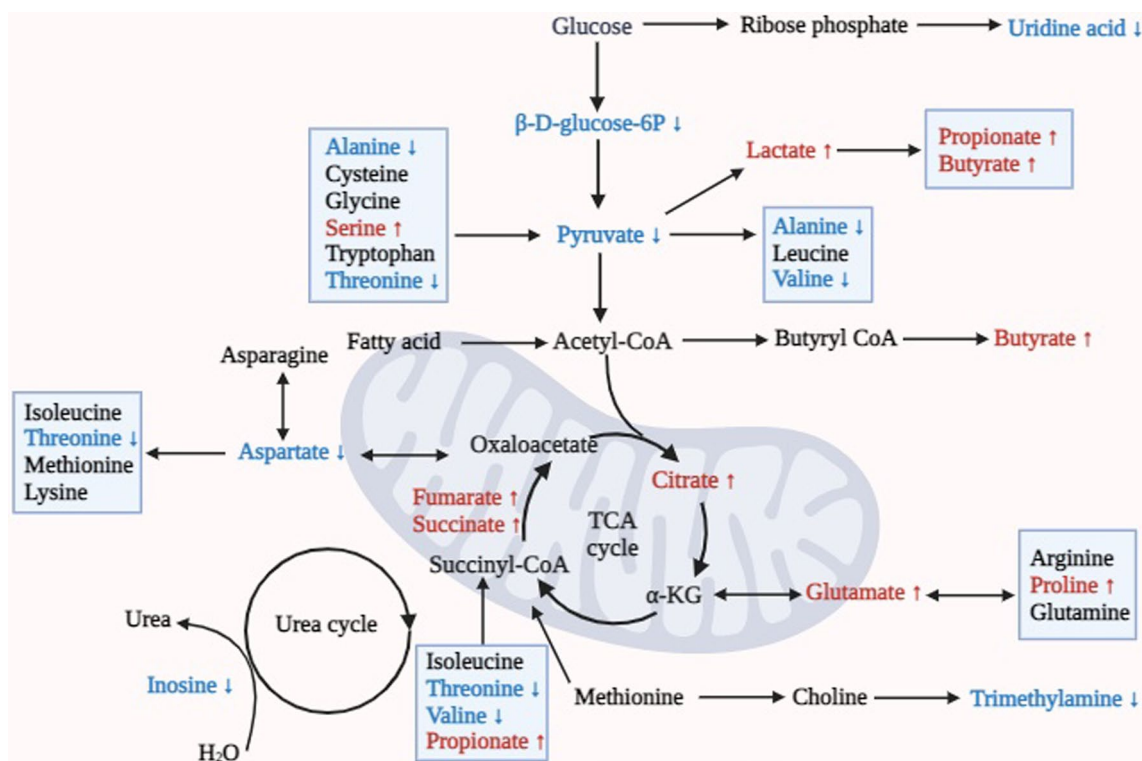 Glucose
Ribose phosphate
Uridine acid ↓
β-D-glucose-6P ↓
Alanine ↓
Cysteine
Glycine
Serine ↑
Tryptophan
Threonine ↓
Lactate ↑
Propionate ↑
Butyrate ↑
Pyruvate ↓
Alanine ↓
Leucine
Valine ↓
Fatty acid
Acetyl-CoA
Butyryl CoA
Butyrate ↑
Asparagine
Isoleucine
Threonine ↓
Methionine
Lysine
Aspartate ↓
Oxaloacetate
Citrate ↑
Fumarate ↑
Succinate ↑
TCA
cycle
Succinyl-CoA
α-KG
Glutamate ↑
Arginine
Proline ↑
Glutamine
Urea
Urea cycle
Inosine ↓
H₂O
Isoleucine
Threonine ↓
Valine ↓
Propionate ↑
Methionine
Choline
Trimethylamine ↓